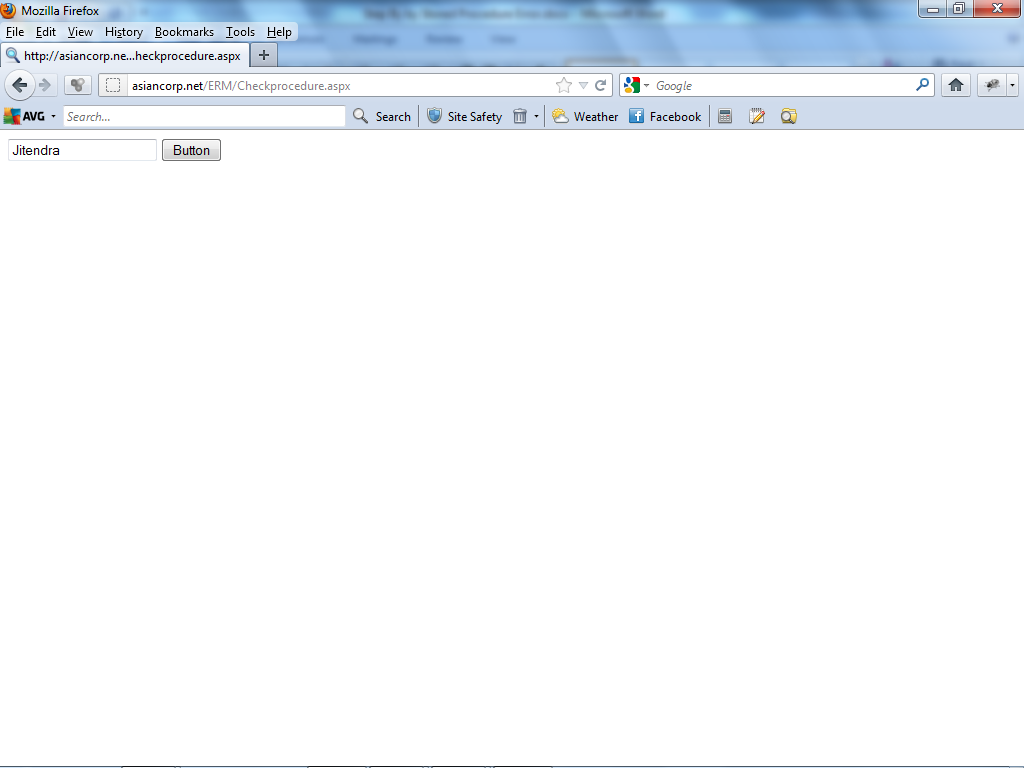 Mozilla Firefox
File Edit View History Bookmarks Tools Help
http://asiancorp.ne...heckprocedure.aspx
asiancorp.net/ERM/Checkprocedure.aspx Google
AVG Search... Search Site Safety Weather Facebook
Jitendra Button